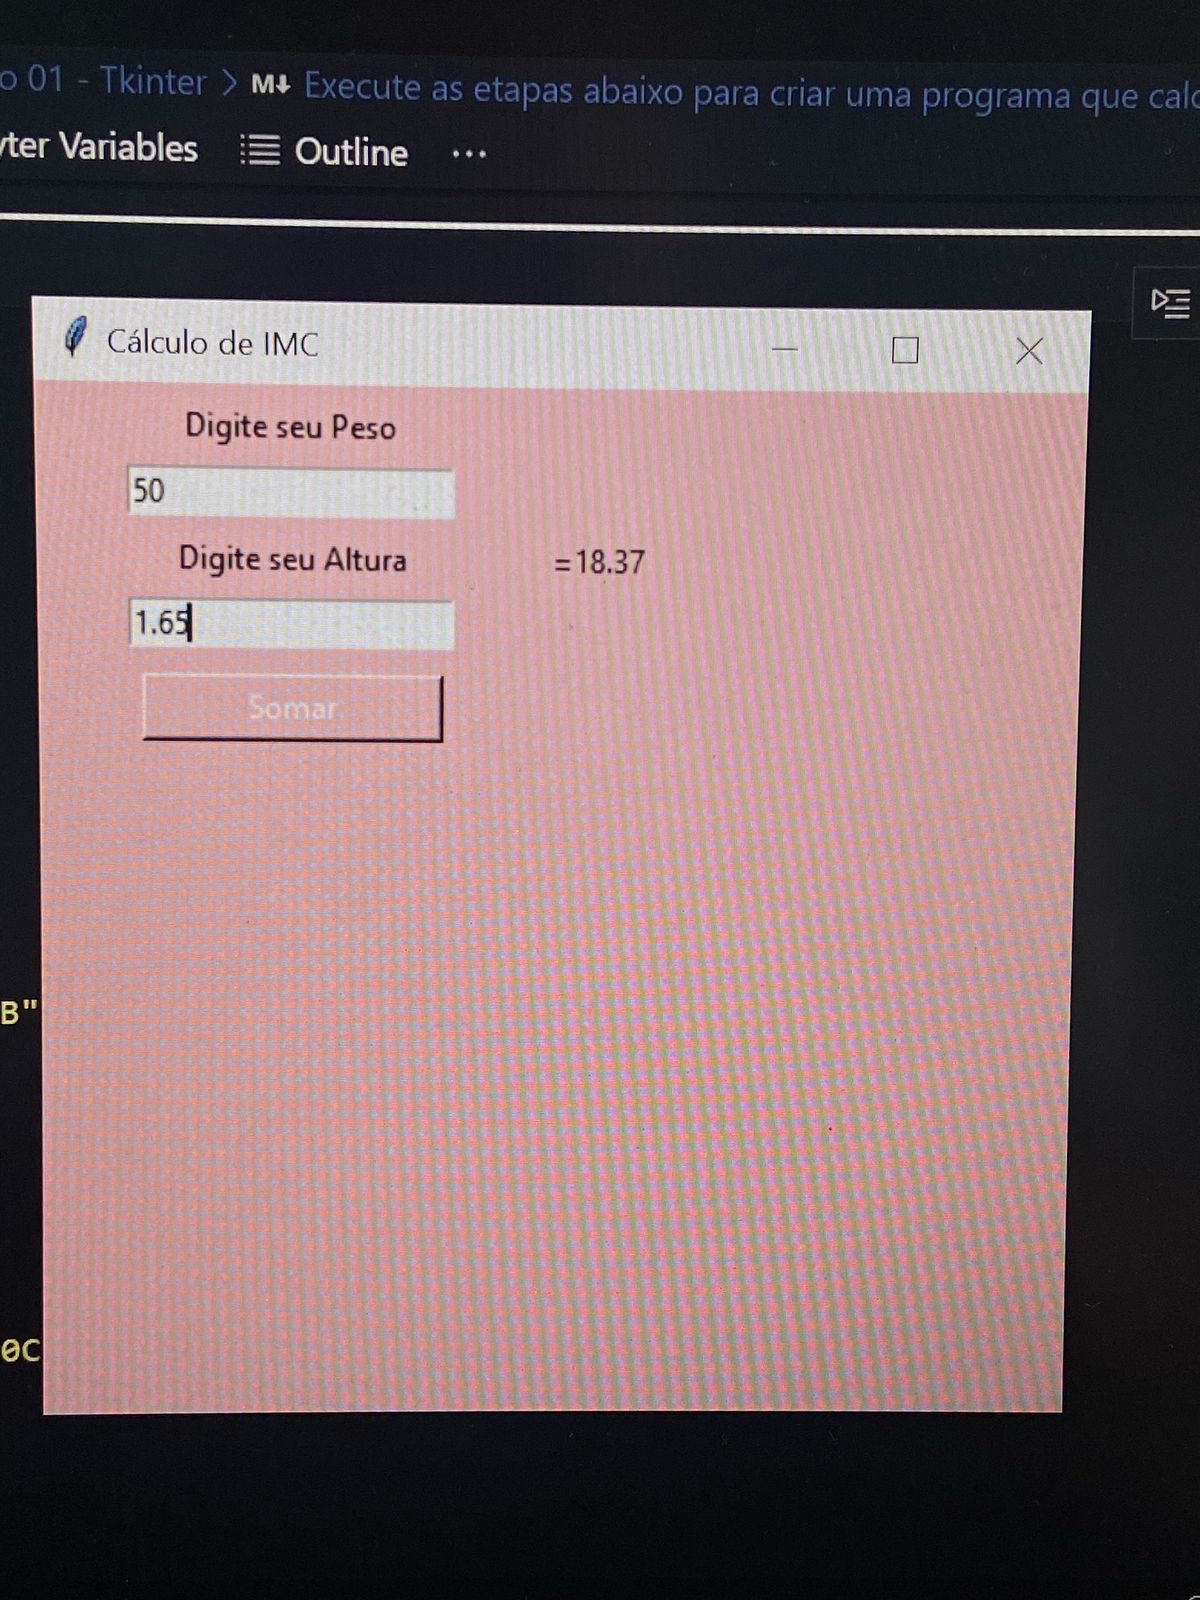 o 01 - Tkinter > M↓ Execute as etapas abaixo para criar uma programa que calc
yter Variables Outline ...
Cálculo de IMC
Digite seu Peso
50
Digite seu Altura
=18.37
1.65
Somar
B"
0C